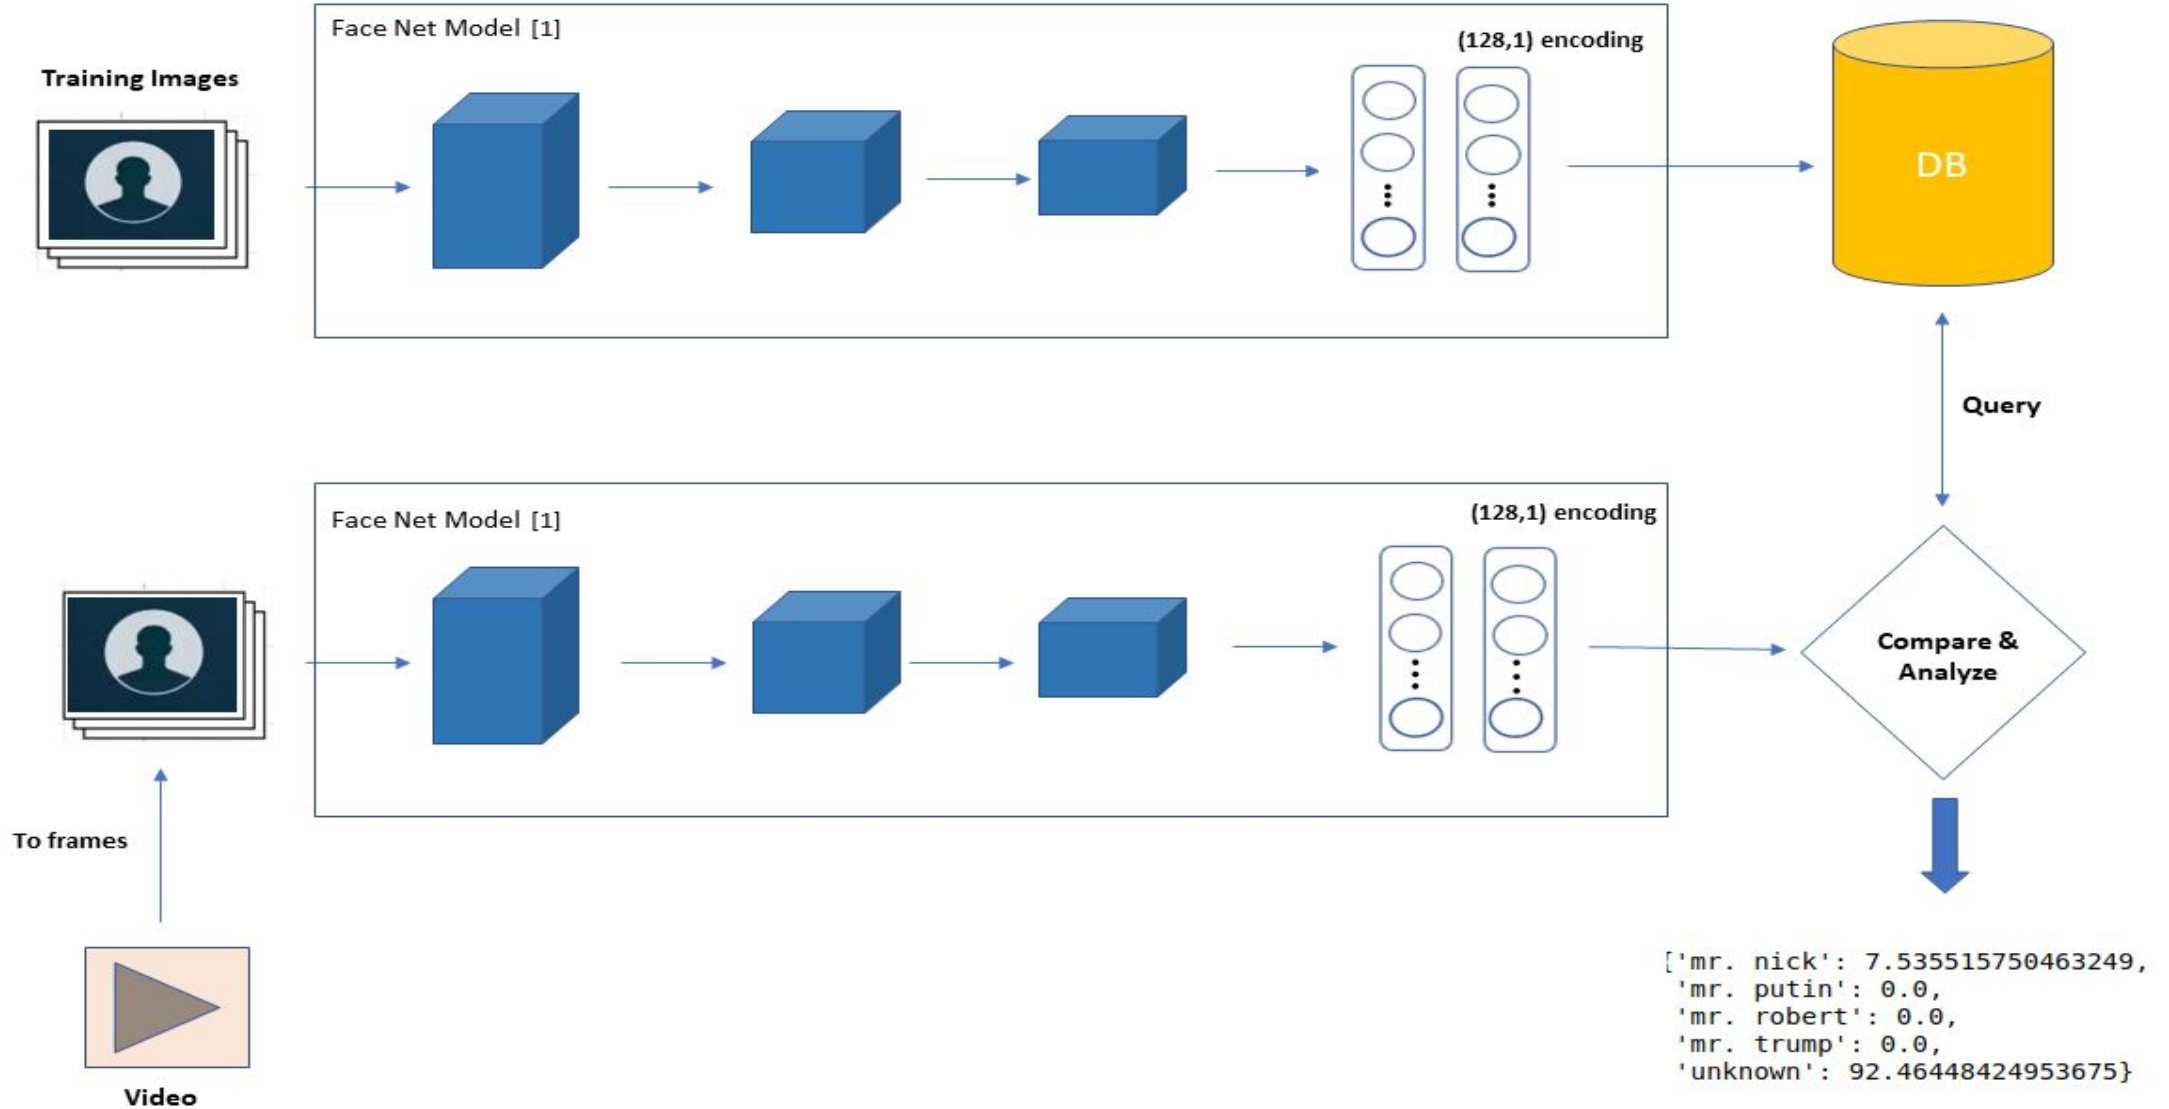 Face Net Model [1]
(128,1) encoding
Training Images
DB
Query
Face Net Model [1]
(128,1) encoding
Compare &
Analyze
To frames
Video
{'mr. nick': 7.535515750463249,
'mr. putin': 0.0,
'mr. robert': 0.0,
'mr. trump': 0.0,
'unknown': 92.46448424953675}